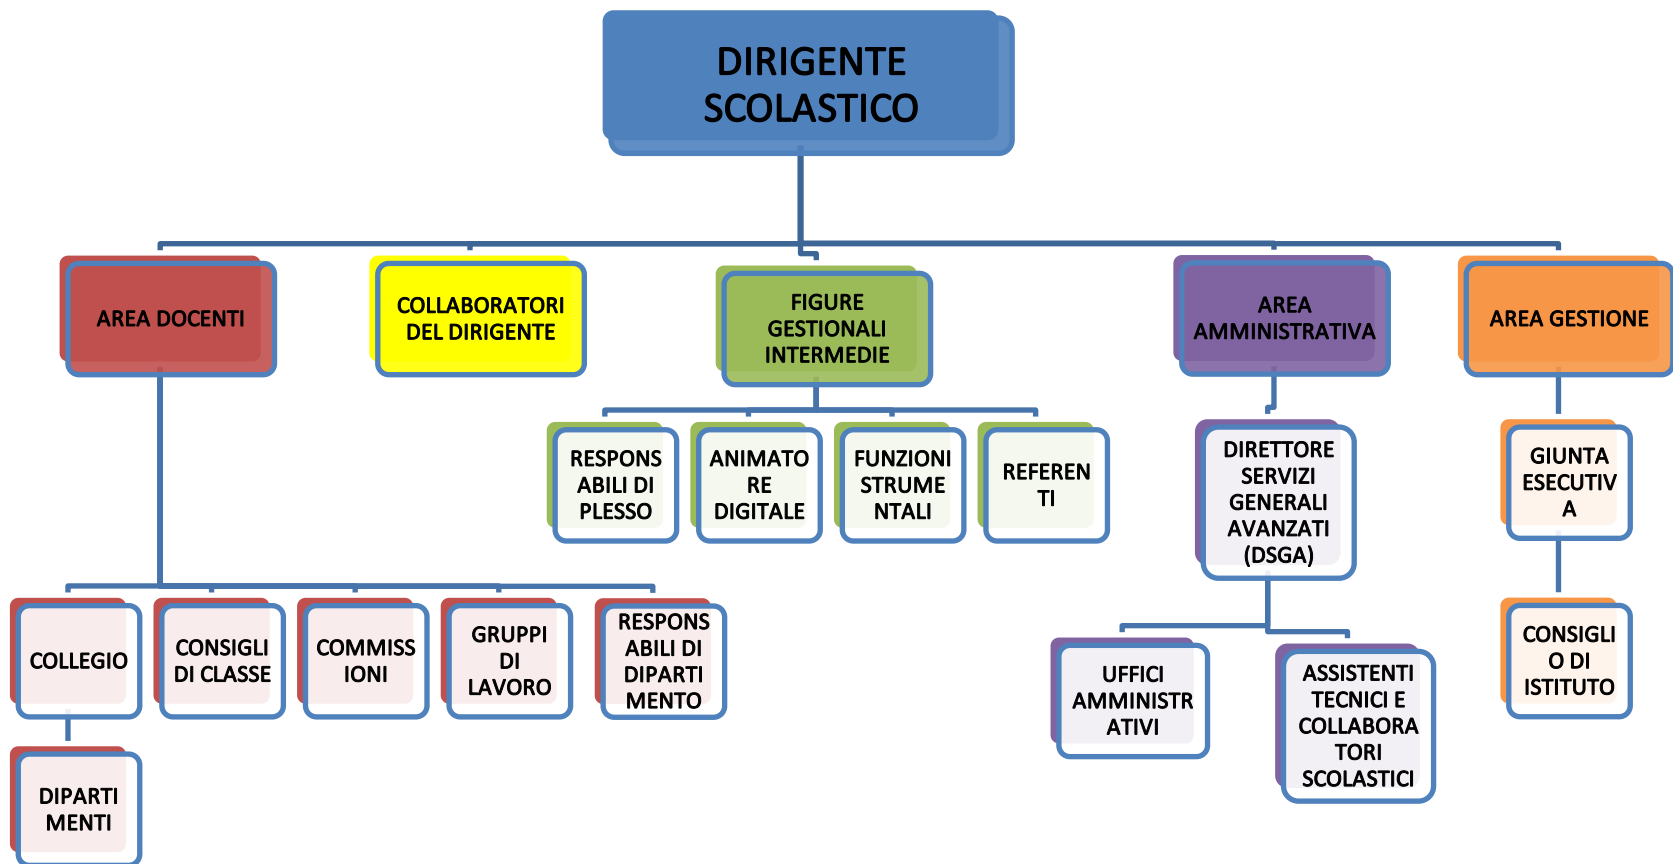 DIRIGENTE
SCOLASTICO
AREA DOCENTI
COLLABORATORI
DEL DIRIGENTE
FIGURE
GESTIONALI
INTERMEDIE
AREA
AMMINISTRATIVA
AREA GESTIONE
RESPONS
ABILI DI
PLESSO
ANIMATO
RE
DIGITALE
FUNZIONI
STRUME
NTALI
REFEREN
TI
DIRETTORE
SERVIZI
GENERALI
AVANZATI
(DSGA)
GIUNTA
ESECUTIV
A
COLLEGIO
CONSIGLI
DI CLASSE
COMMISS
IONI
GRUPPI
DI
LAVORO
RESPONS
ABILI DI
DIPARTI
MENTO
UFFICI
AMMINISTR
ATIVI
ASSISTENTI
TECNICI E
COLLABORA
TORI
SCOLASTICI
CONSIGLI
O DI
ISTITUTO
DIPARTI
MENTI